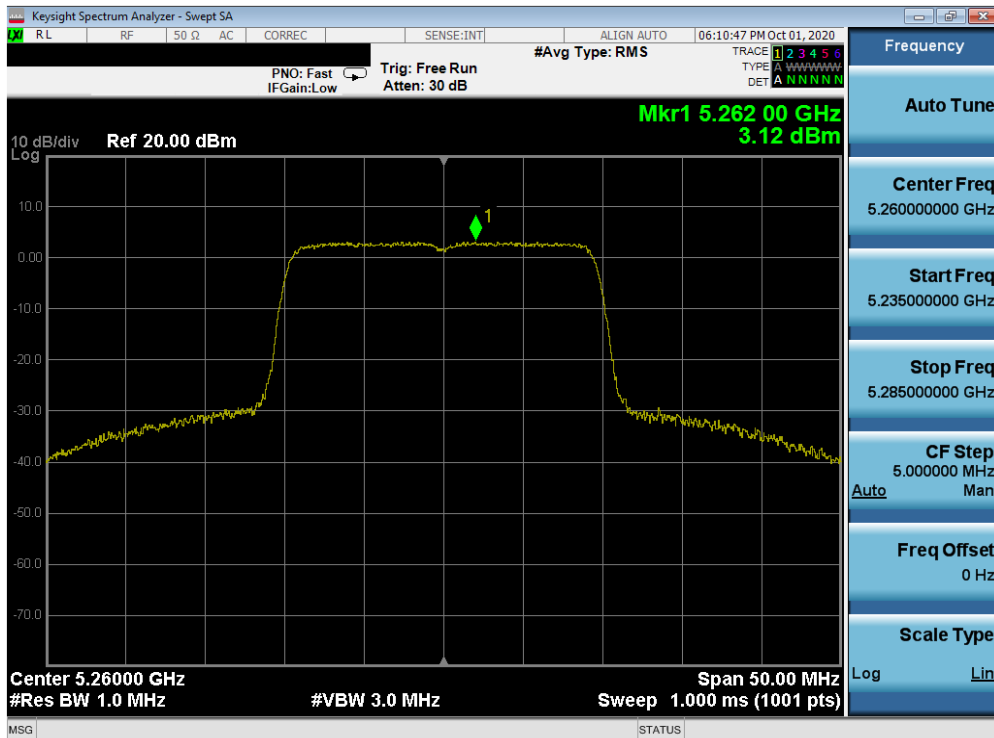 Keysight Spectrum Analyzer - Swept SA
LXI RL RF 50 Ω AC CORREC SENSE:INT ALIGN AUTO 06:10:47 PM Oct 01, 2020
#Avg Type: RMS
TRACE 1 2 3 4 5 6
TYPE A WWWWW
DET A N N N N N
PNO: Fast
IFGain:Low
Trig: Free Run
Atten: 30 dB
Mkr1 5.262 00 GHz
3.12 dBm
10 dB/div
Log
Ref 20.00 dBm
1
10.0
0.00
-10.0
-20.0
-30.0
-40.0
-50.0
-60.0
-70.0
Center 5.26000 GHz
Span 50.00 MHz
#Res BW 1.0 MHz
#VBW 3.0 MHz
Sweep 1.000 ms (1001 pts)
MSG
STATUS
Frequency
Auto Tune
Center Freq
5.260000000 GHz
Start Freq
5.235000000 GHz
Stop Freq
5.285000000 GHz
CF Step
5.000000 MHz
Auto Man
Freq Offset
0 Hz
Scale Type
Log Lin